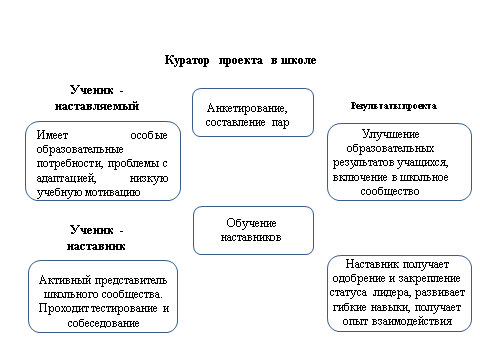 Куратор проекта в школе
Ученик -
наставляемый
Имеет особые
образовательные
потребности, проблемы с
адаптацией, низкую
учебную мотивацию
Анкетирование,
составление пар
Результаты проекта
Улучшение
образовательных
результатов учащихся,
включение в школьное
сообщество
Ученик -
наставник
Активный представитель
школьного сообщества.
Проходит тестирование и
собеседование
Обучение
наставников
Наставник получает
одобрение и закрепление
статуса лидера, развивает
гибкие навыки, получает
опыт взаимодействия